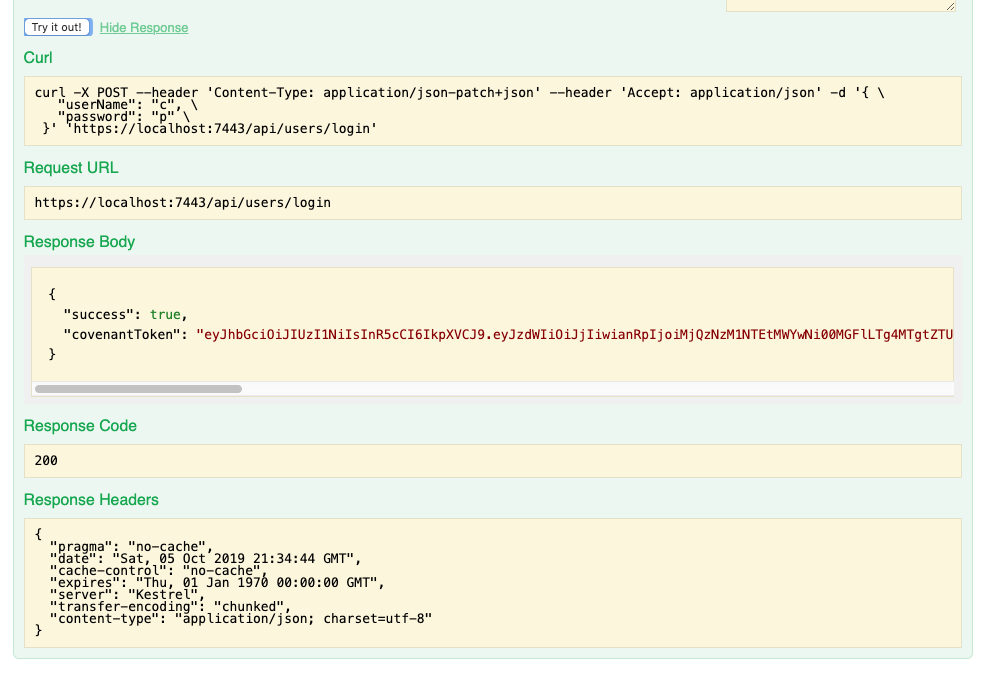 Try it out! Hide Response
Curl
curl -X POST --header 'Content-Type: application/json-patch+json' --header 'Accept: application/json' -d '{ \
"userName": "c", \
"password": "p" \
}' 'https://localhost:7443/api/users/login'
Request URL
https://localhost:7443/api/users/login
Response Body
{
"success": true,
"covenantToken": "eyJhbGciOiJIUzI1NiIsInR5cCI6IkpXVCJ9.eyJzdWIiOiJjIiwianRpIjoiMjQzNzM1NTEtMWYwNi00MGFlLTg4MTgtZTU
}
Response Code
200
Response Headers
{
"pragma": "no-cache",
"date": "Sat, 05 Oct 2019 21:34:44 GMT",
"cache-control": "no-cache",
"expires": "Thu, 01 Jan 1970 00:00:00 GMT",
"server": "Kestrel",
"transfer-encoding": "chunked",
"content-type": "application/json; charset=utf-8"
}